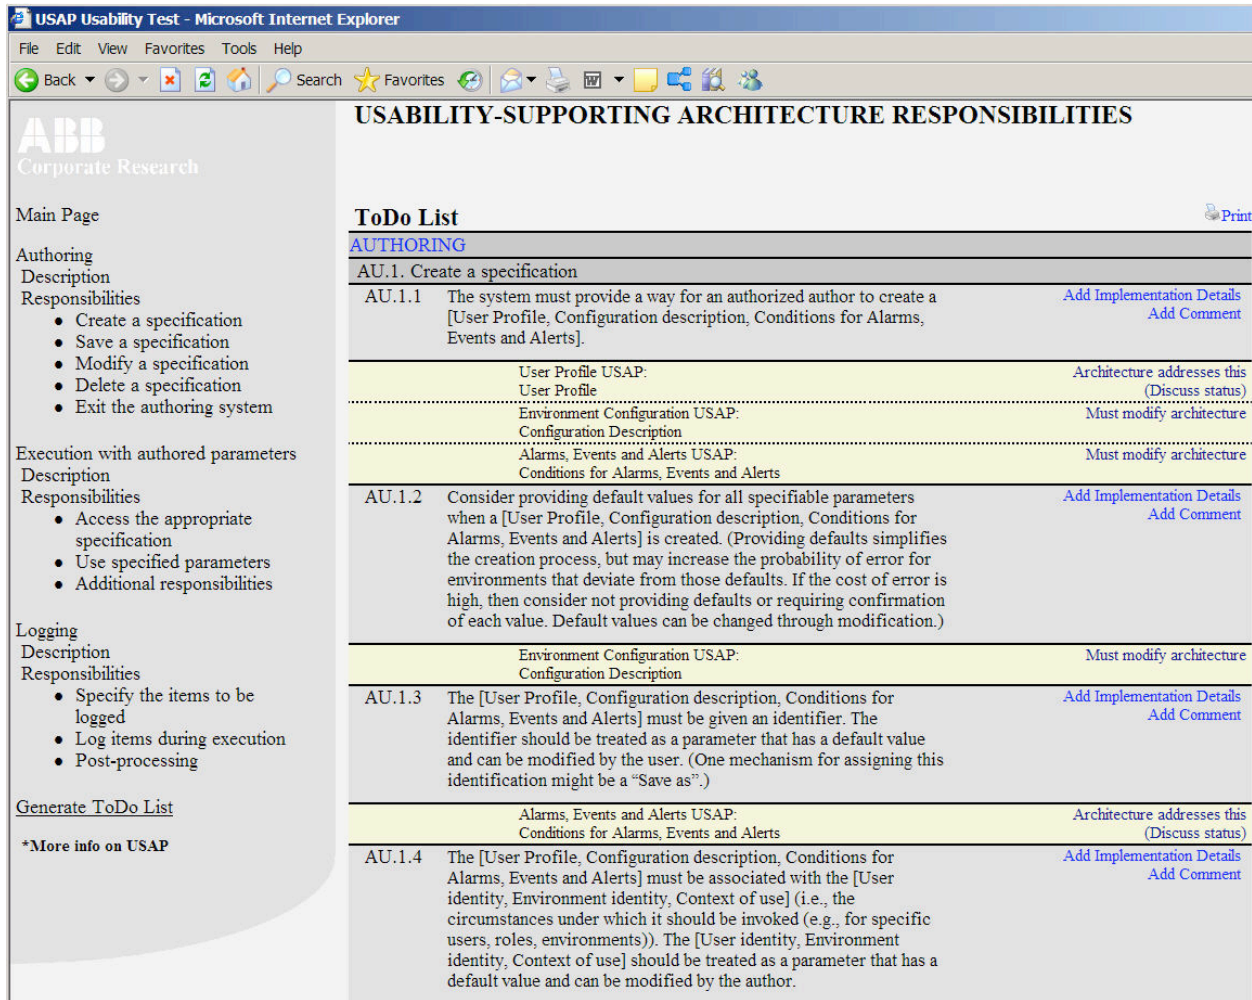 USAP Usability Test - Microsoft Internet Explorer
File Edit View Favorites Tools Help
Back Search Favorites
ABB
Corporate Research
Main Page
Authoring
Description
Responsibilities
• Create a specification
• Save a specification
• Modify a specification
• Delete a specification
• Exit the authoring system
Execution with authored parameters
Description
Responsibilities
• Access the appropriate
specification
• Use specified parameters
• Additional responsibilities
Logging
Description
Responsibilities
• Specify the items to be
logged
• Log items during execution
• Post-processing
Generate ToDo List
*More info on USAP
USABILITY-SUPPORTING ARCHITECTURE RESPONSIBILITIES
ToDo List
Print
AUTHORING
AU.1. Create a specification
AU.1.1 The system must provide a way for an authorized author to create a
[User Profile, Configuration description, Conditions for Alarms,
Events and Alerts].
Add Implementation Details
Add Comment
User Profile USAP:
User Profile
Architecture addresses this
(Discuss status)
Environment Configuration USAP:
Configuration Description
Must modify architecture
Alarms, Events and Alerts USAP:
Conditions for Alarms, Events and Alerts
Must modify architecture
AU.1.2 Consider providing default values for all specifiable parameters
when a [User Profile, Configuration description, Conditions for
Alarms, Events and Alerts] is created. (Providing defaults simplifies
the creation process, but may increase the probability of error for
environments that deviate from those defaults. If the cost of error is
high, then consider not providing defaults or requiring confirmation
of each value. Default values can be changed through modification.)
Add Implementation Details
Add Comment
Environment Configuration USAP:
Configuration Description
Must modify architecture
AU.1.3 The [User Profile, Configuration description, Conditions for
Alarms, Events and Alerts] must be given an identifier. The
identifier should be treated as a parameter that has a default value
and can be modified by the user. (One mechanism for assigning this
identification might be a “Save as”.)
Add Implementation Details
Add Comment
Alarms, Events and Alerts USAP:
Conditions for Alarms, Events and Alerts
Architecture addresses this
(Discuss status)
AU.1.4 The [User Profile, Configuration description, Conditions for
Alarms, Events and Alerts] must be associated with the [User
identity, Environment identity, Context of use] (i.e., the
circumstances under which it should be invoked (e.g., for specific
users, roles, environments)). The [User identity, Environment
identity, Context of use] should be treated as a parameter that has a
default value and can be modified by the author.
Add Implementation Details
Add Comment